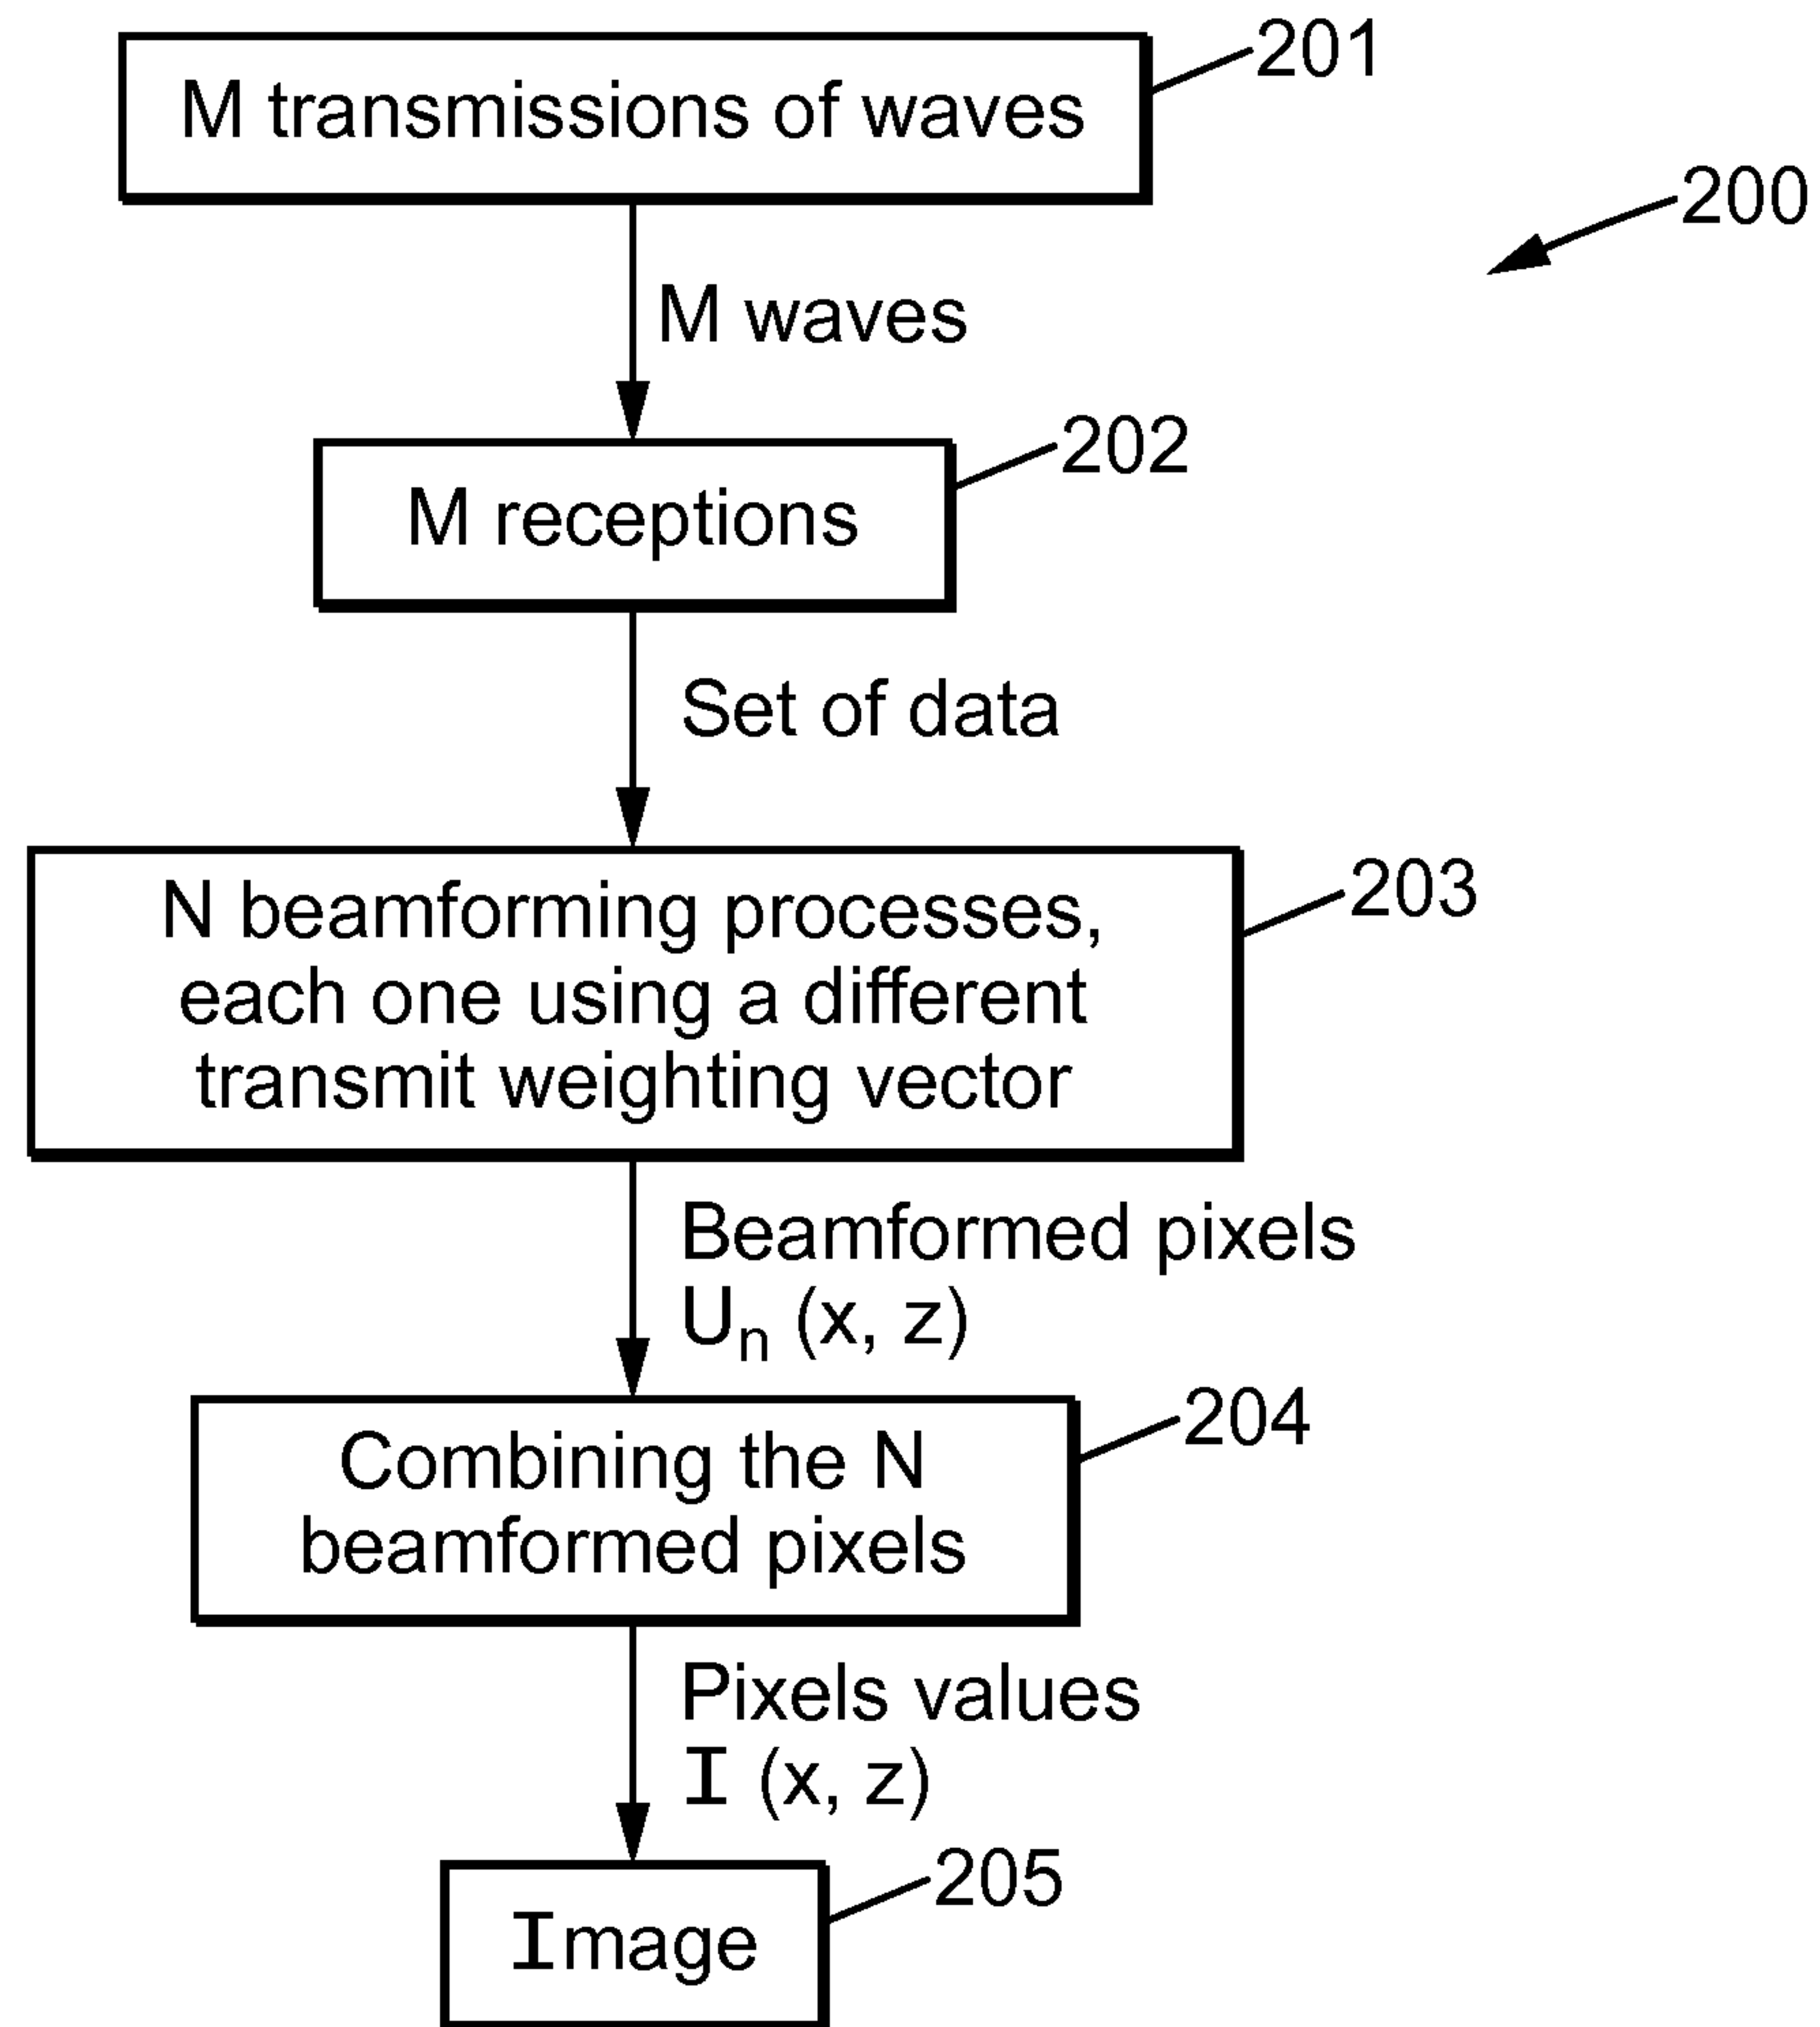 M transmissions of waves
201
200
M waves
M receptions
202
Set of data
N beamforming processes,
each one using a different
transmit weighting vector
203
Beamformed pixels
Un (x, z)
Combining the N
beamformed pixels
204
Pixels values
I (x, z)
Image
205